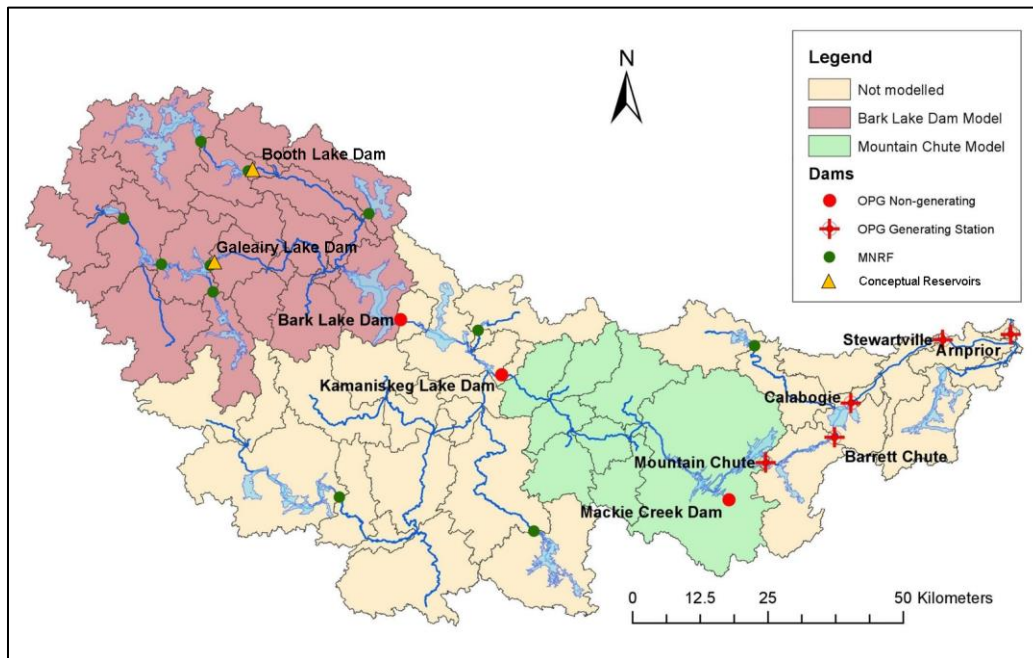 N
Legend
Not modelled
Bark Lake Dam Model
Mountain Chute Model
Dams
OPG Non-generating
OPG Generating Station
MNRF
Conceptual Reservoirs
Booth Lake Dam
Galeairy Lake Dam
Bark Lake Dam
Kamaniskeg Lake Dam
Stewartville
Arnprior
Calabogie
Barrett Chute
Mountain Chute
Mackie Creek Dam
0 12.5 25 50 Kilometers